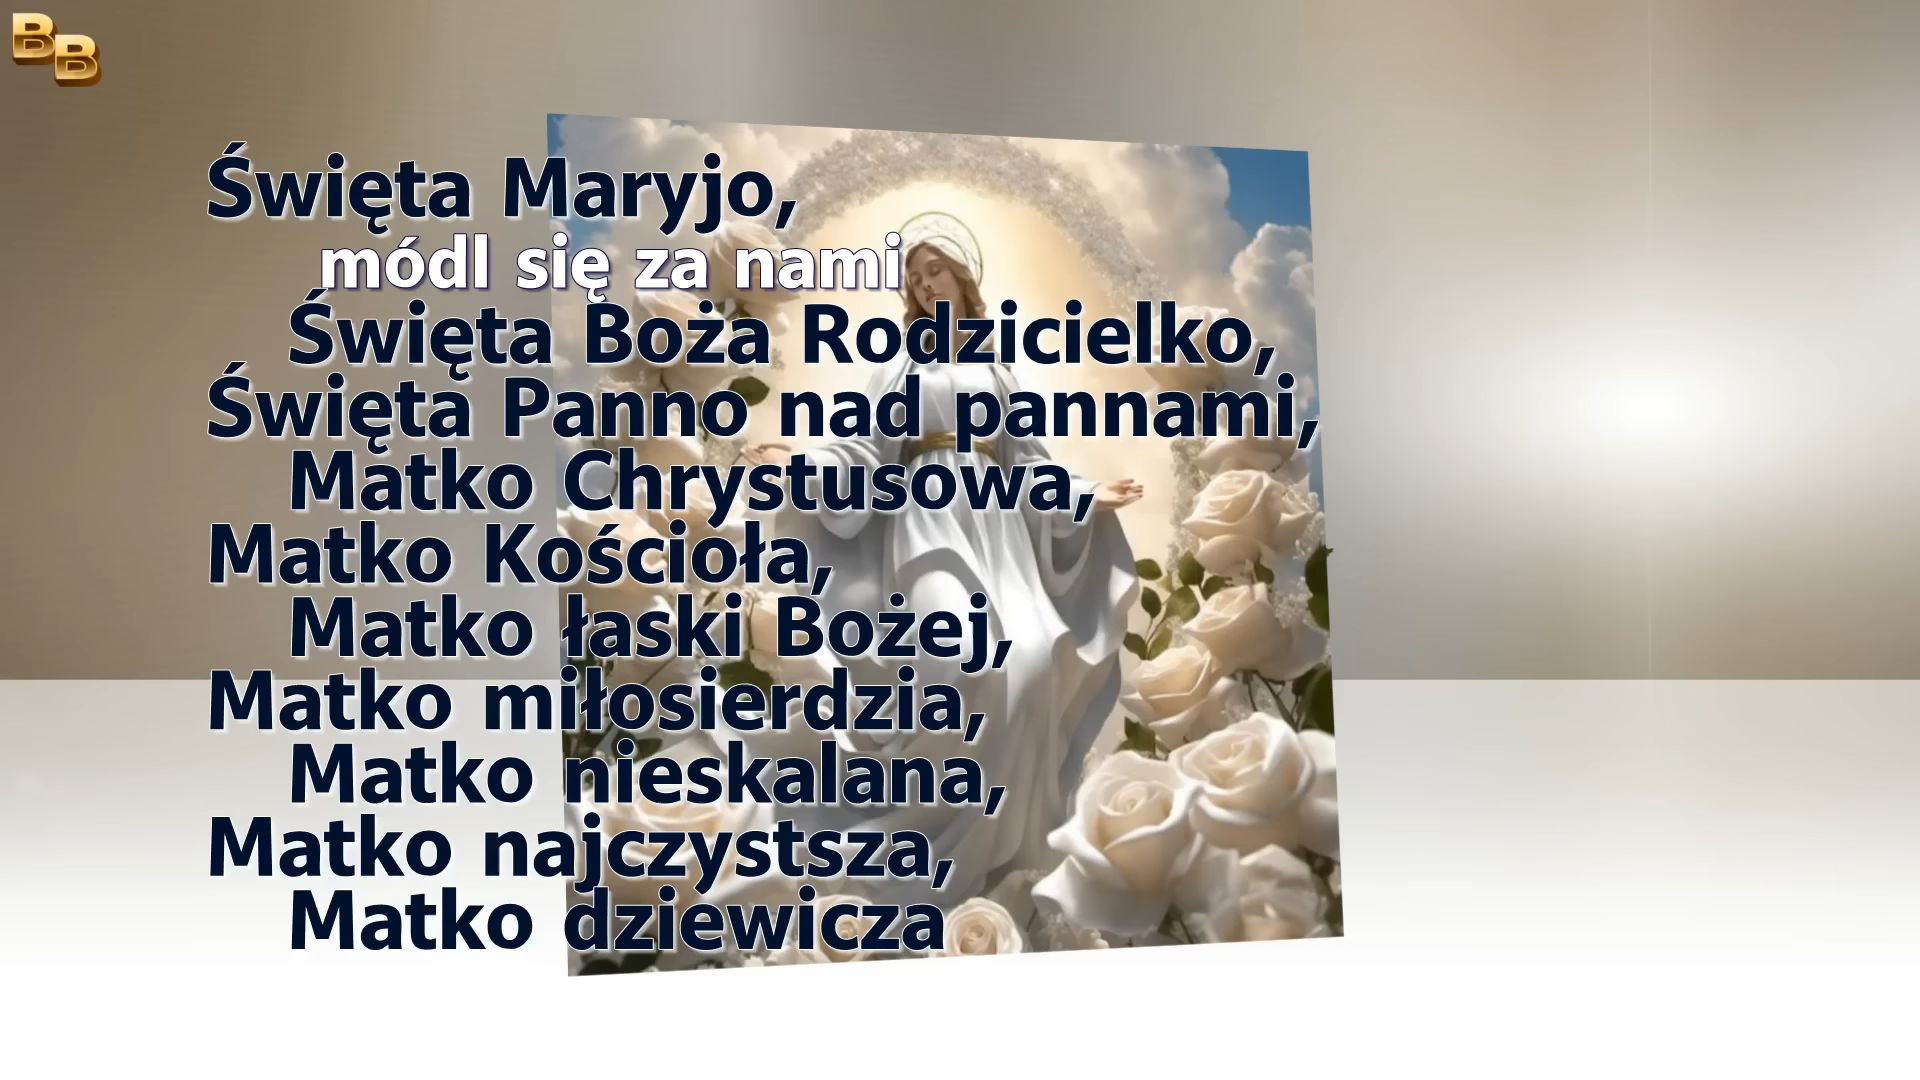 BB
Święta Maryjo,
módl się za nami
Święta Boża Rodzicielko,
Święta Panno nad pannami,
Matko Chrystusowa,
Matko Kościoła,
Matko łaski Bożej,
Matko miłosierdzia,
Matko nieskalana,
Matko najczystsza,
Matko dziewicza